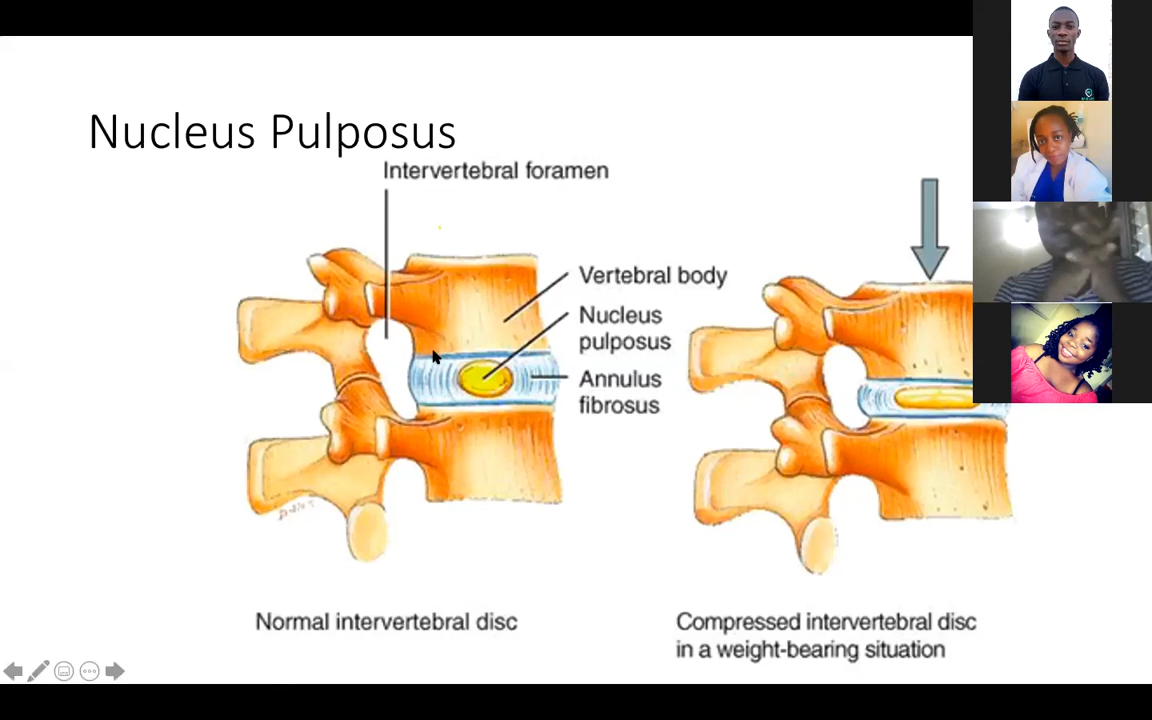 Nucleus Pulposus
Intervertebral foramen
Vertebral body
Nucleus
pulposus
Annulus
fibrosus
Normal intervertebral disc
Compressed intervertebral disc
in a weight-bearing situation